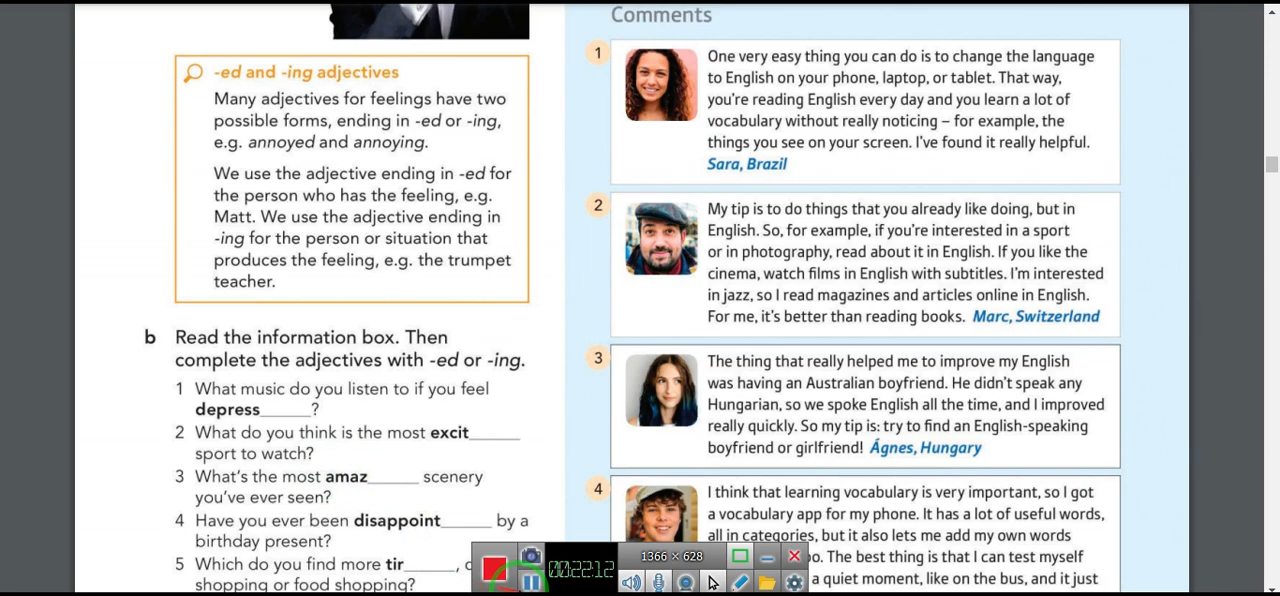 -ed and -ing adjectives
Many adjectives for feelings have two
possible forms, ending in -ed or -ing,
e.g. annoyed and annoying.
We use the adjective ending in -ed for
the person who has the feeling, e.g.
Matt. We use the adjective ending in
-ing for the person or situation that
produces the feeling, e.g. the trumpet
teacher.
b Read the information box. Then
complete the adjectives with -ed or -ing.
1 What music do you listen to if you feel
depress______?
2 What do you think is the most excit______
sport to watch?
3 What's the most amaz______ scenery
you've ever seen?
4 Have you ever been disappoint______ by a
birthday present?
5 Which do you find more tir______,
shopping or food shopping?
Comments
1
One very easy thing you can do is to change the language
to English on your phone, laptop, or tablet. That way,
you're reading English every day and you learn a lot of
vocabulary without really noticing – for example, the
things you see on your screen. I've found it really helpful.
Sara, Brazil
2
My tip is to do things that you already like doing, but in
English. So, for example, if you're interested in a sport
or in photography, read about it in English. If you like the
cinema, watch films in English with subtitles. I'm interested
in jazz, so I read magazines and articles online in English.
For me, it's better than reading books. Marc, Switzerland
3
The thing that really helped me to improve my English
was having an Australian boyfriend. He didn't speak any
Hungarian, so we spoke English all the time, and I improved
really quickly. So my tip is: try to find an English-speaking
boyfriend or girlfriend! Ágnes, Hungary
4
I think that learning vocabulary is very important, so I got
a vocabulary app for my phone. It has a lot of useful words,
all in categories, but it also lets me add my own words
The best thing is that I can test myself
a quiet moment, like on the bus, and it just
00:22:12
1366 × 628